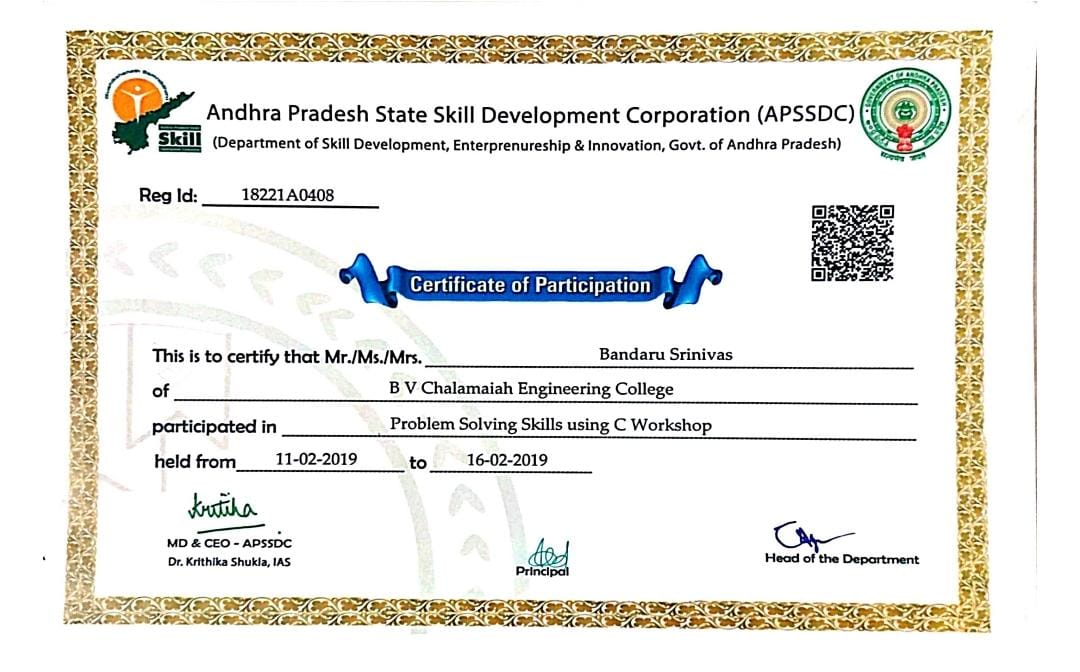 Skill
Andhra Pradesh State Skill Development Corporation (APSSDC)
(Department of Skill Development, Enterprenureship & Innovation, Govt. of Andhra Pradesh)
GOVERNMENT OF ANDHRA PRADESH
सत्यमेव जयते
Reg Id: 18221A0408
Certificate of Participation
This is to certify that Mr./Ms./Mrs. Bandaru Srinivas
of B V Chalamaiah Engineering College
participated in Problem Solving Skills using C Workshop
held from 11-02-2019 to 16-02-2019
Kritika
MD & CEO - APSSDC
Dr. Krithika Shukla, IAS
Principal
Head of the Department